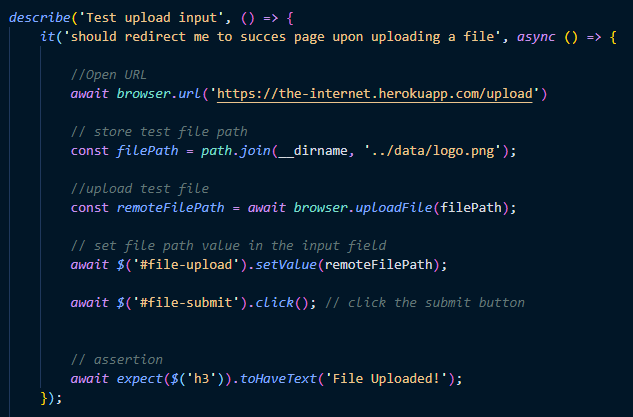 describe('Test upload input', () => {
    it('should redirect me to succes page upon uploading a file', async () => {
        //Open URL
        await browser.url('https://the-internet.herokuapp.com/upload')
        // store test file path
        const filePath = path.join(__dirname, '../data/logo.png');
        //upload test file
        const remoteFilePath = await browser.uploadFile(filePath);
        // set file path value in the input field
        await $('#file-upload').setValue(remoteFilePath);
        await $('#file-submit').click(); // click the submit button
        // assertion
        await expect($('h3')).toHaveText('File Uploaded!');
    });